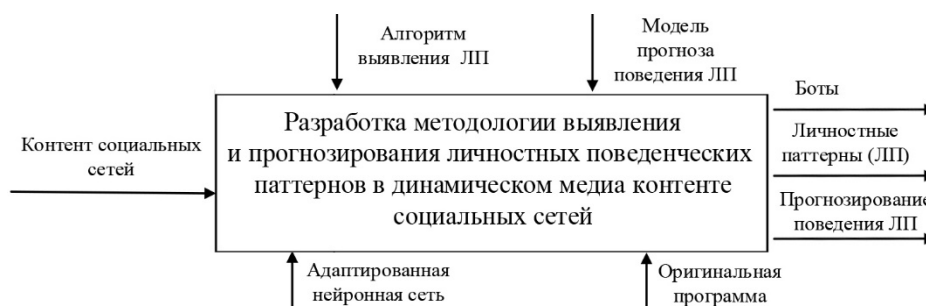 Алгоритм
выявления ЛП
Модель
прогноза
поведения ЛП
Контент социальных
сетей
Разработка методологии выявления
и прогнозирования личностных поведенческих
паттернов в динамическом медиа контенте
социальных сетей
Боты
Личностные
паттерны (ЛП)
Прогнозирование
поведения ЛП
Адаптированная
нейронная сеть
Оригинальная
программа